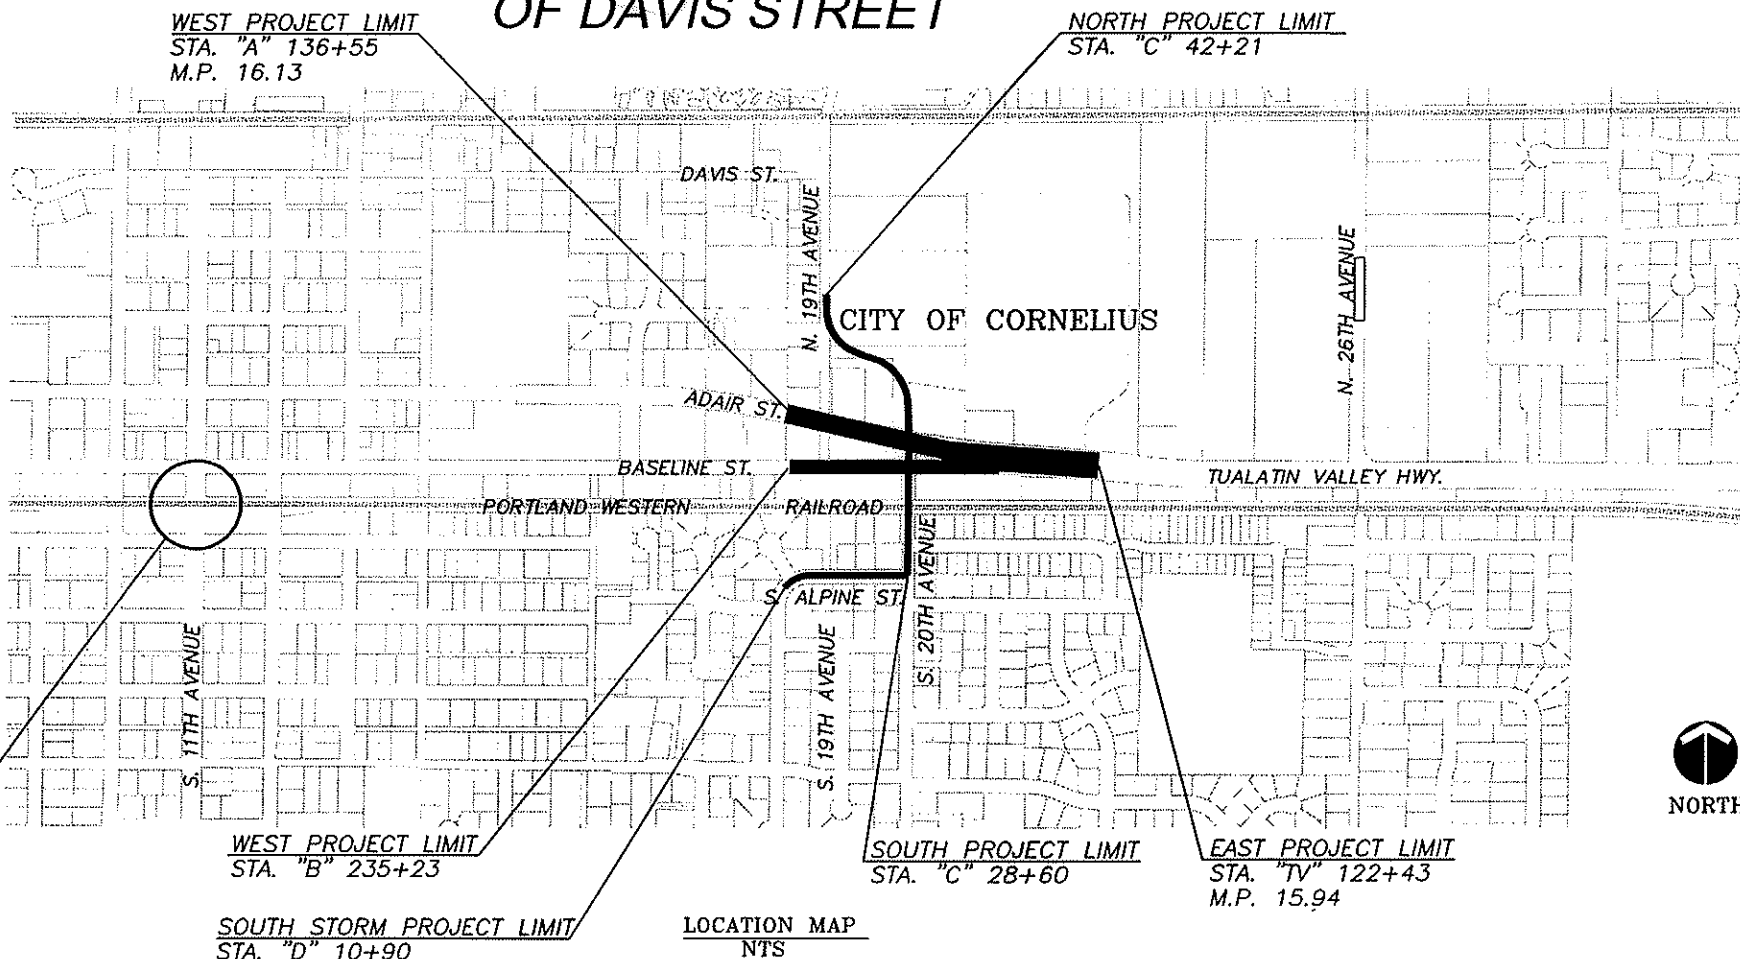 OF DAVIS STREET
WEST PROJECT LIMIT
STA. "A" 136+55
M.P. 16.13
NORTH PROJECT LIMIT
STA. "C" 42+21
DAVIS ST.
N. 19TH AVENUE
CITY OF CORNELIUS
N. 26TH AVENUE
ADAIR ST.
BASELINE ST.
TUALATIN VALLEY HWY.
PORTLAND WESTERN RAILROAD
S. ALPINE ST.
S. 20TH AVENUE
S. 11TH AVENUE
S. 19TH AVENUE
NORTH
WEST PROJECT LIMIT
STA. "B" 235+23
SOUTH PROJECT LIMIT
STA. "C" 28+60
EAST PROJECT LIMIT
STA. "TV" 122+43
M.P. 15.94
SOUTH STORM PROJECT LIMIT
STA. "D" 10+90
LOCATION MAP
NTS